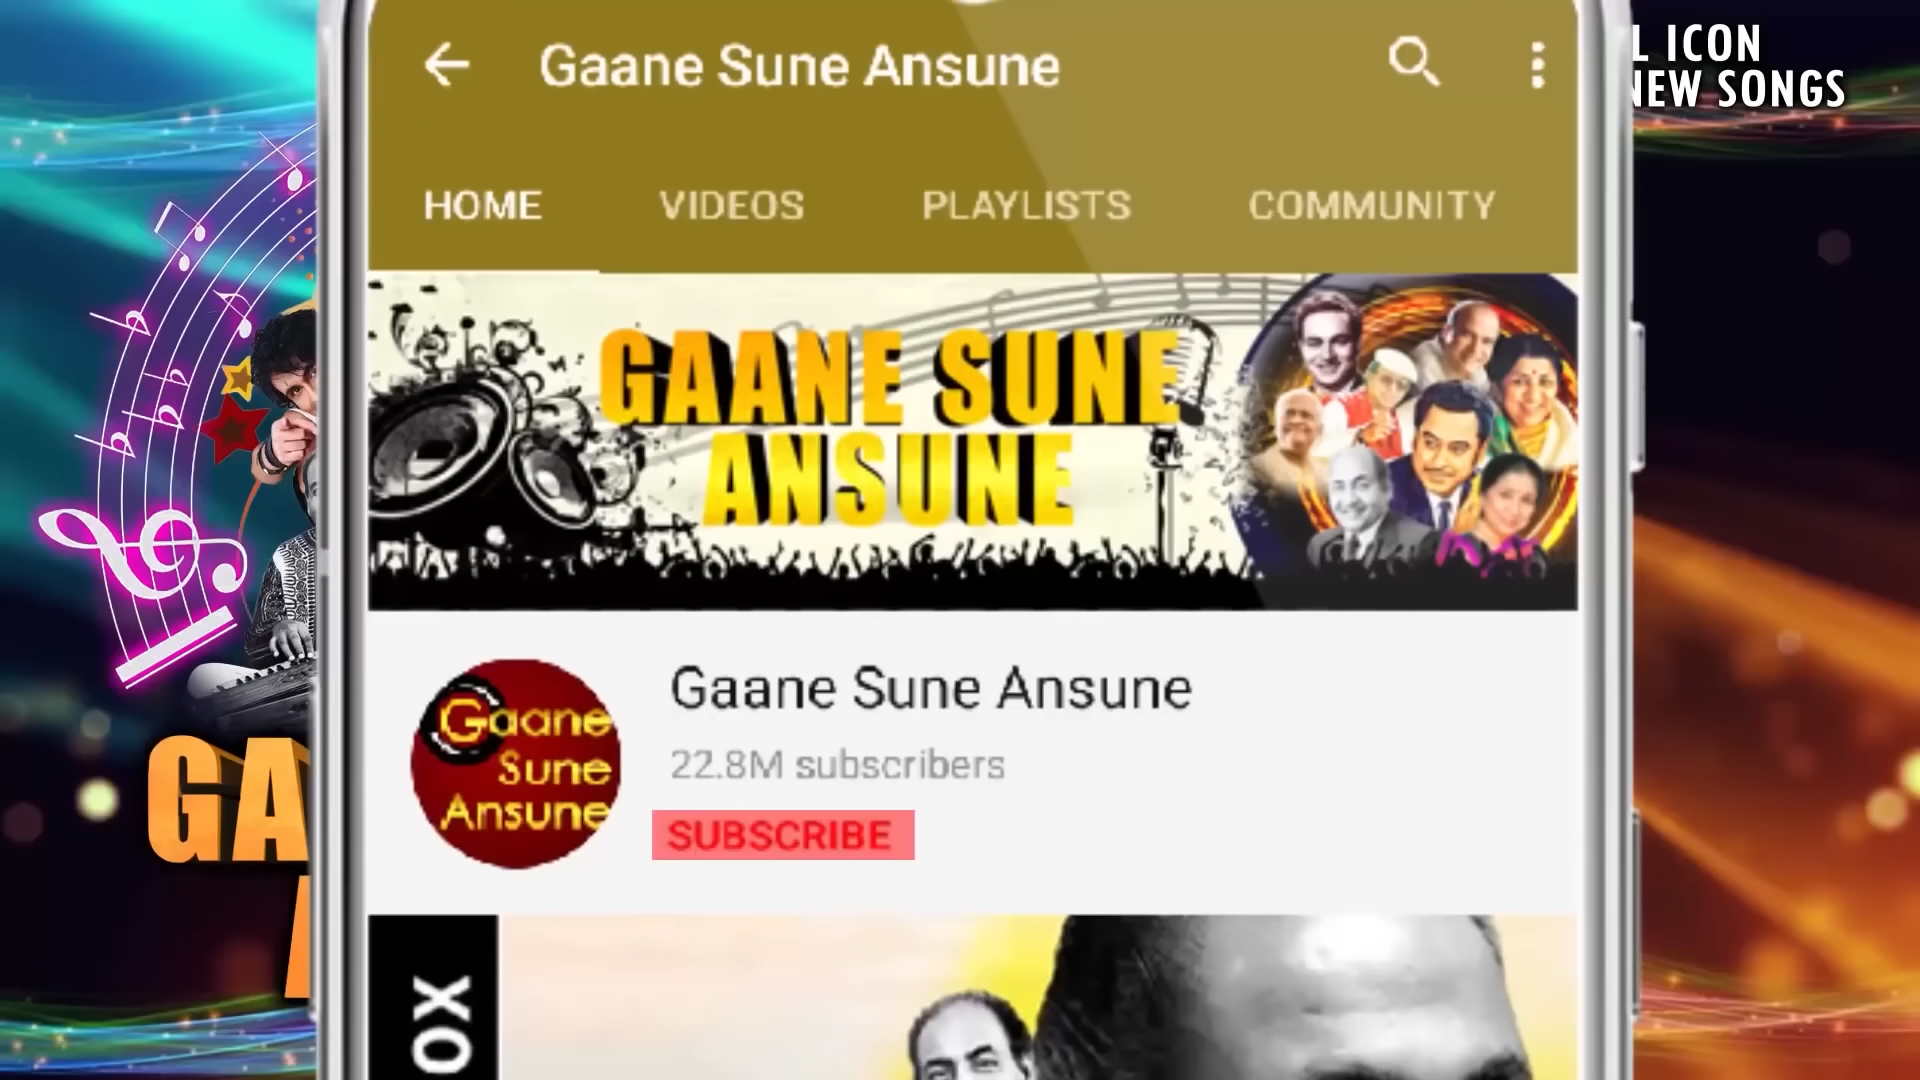 L ICON
NEW SONGS
Gaane Sune Ansune
HOME VIDEOS PLAYLISTS COMMUNITY
GAANE SUNE
ANSUNE
Gaane
Sune
Ansune
Gaane Sune Ansune
22.8M subscribers
SUBSCRIBE
GA
OX